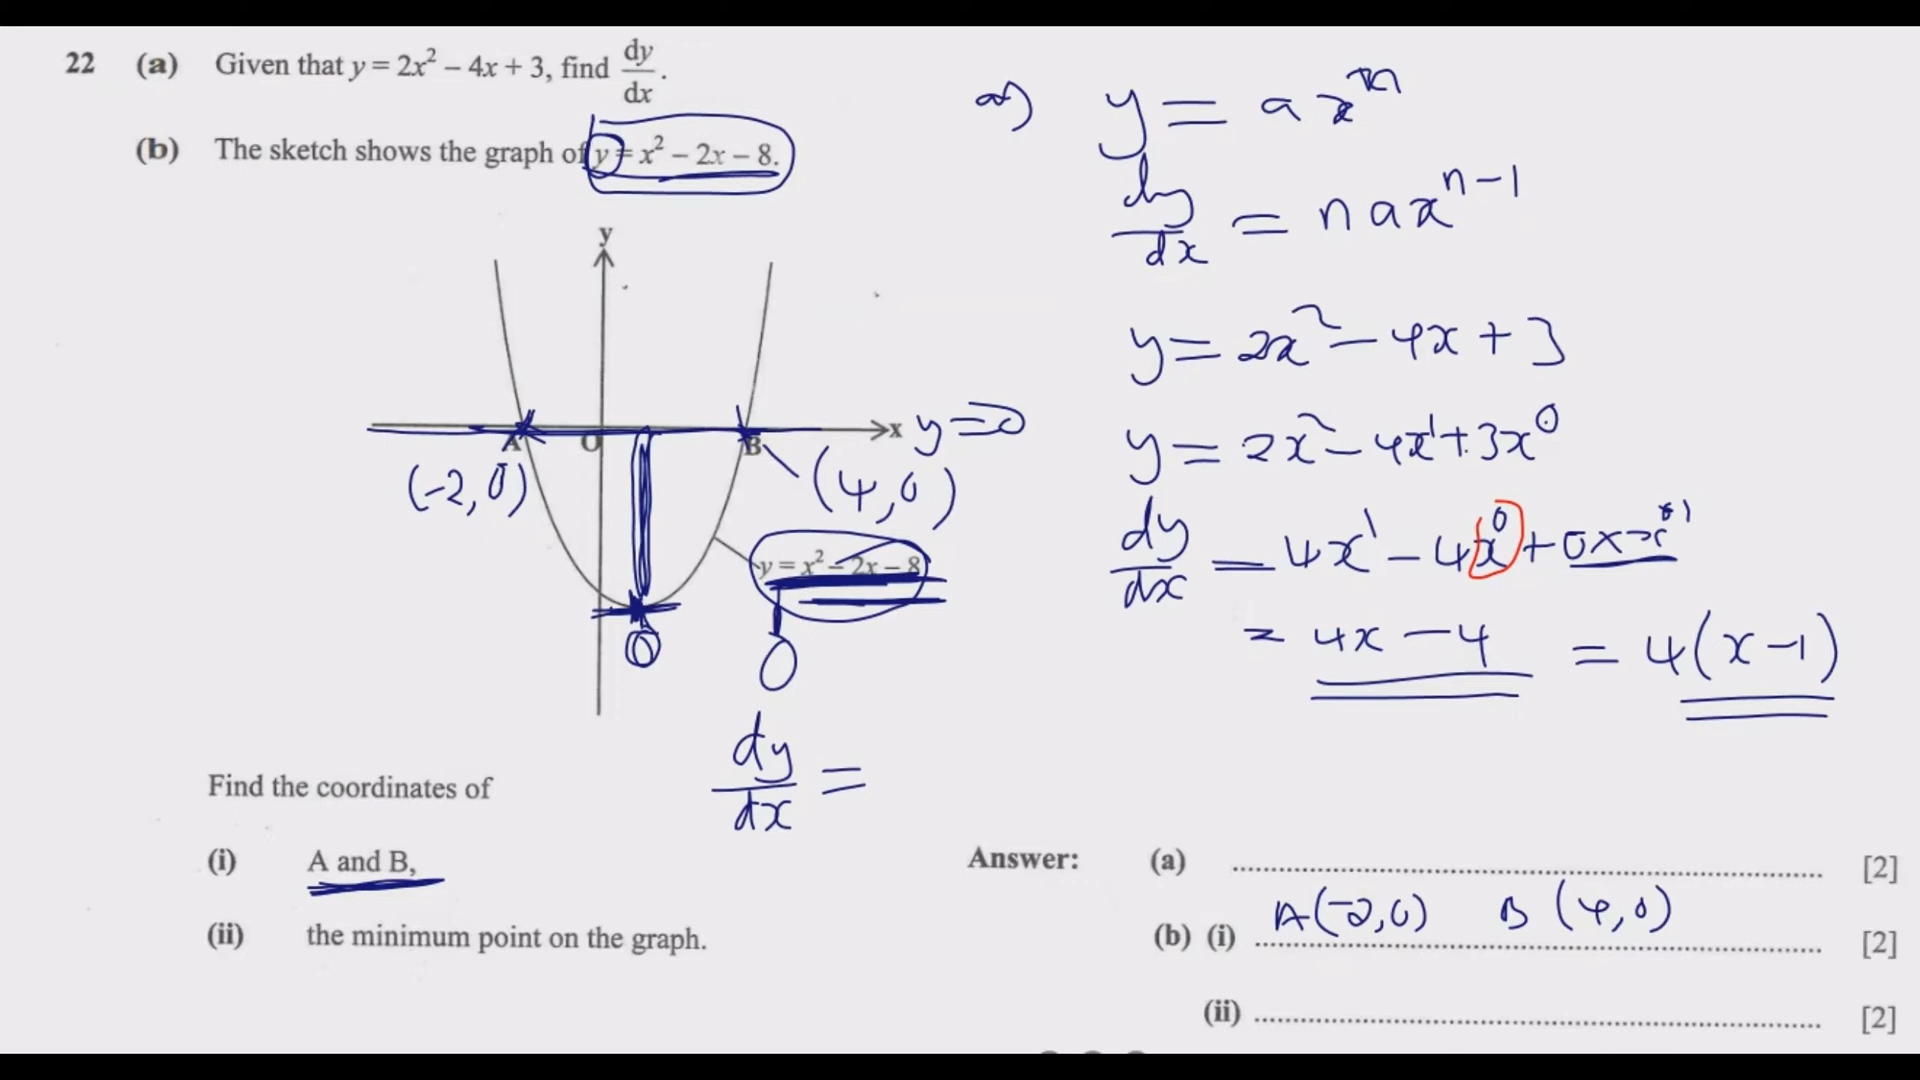 22 (a) Given that y = 2x² – 4x + 3, find dy/dx.
(b) The sketch shows the graph of y = x² – 2x – 8.
y
A O B x
y = 0
(-2, 0)
(4, 0)
y = x² – 2x – 8
0
0
dy/dx =
Find the coordinates of
(i) A and B,
(ii) the minimum point on the graph.
a) y = axⁿ
dy/dx = naxⁿ⁻¹
y = 2x² – 4x + 3
y = 2x² – 4x¹ + 3x⁰
dy/dx = 4x¹ – 4x⁰ + 0×
= 4x – 4 = 4(x – 1)
Answer: (a) .......... [2]
A(-2, 0) B (4, 0)
(b) (i) .......... [2]
(ii) .......... [2]